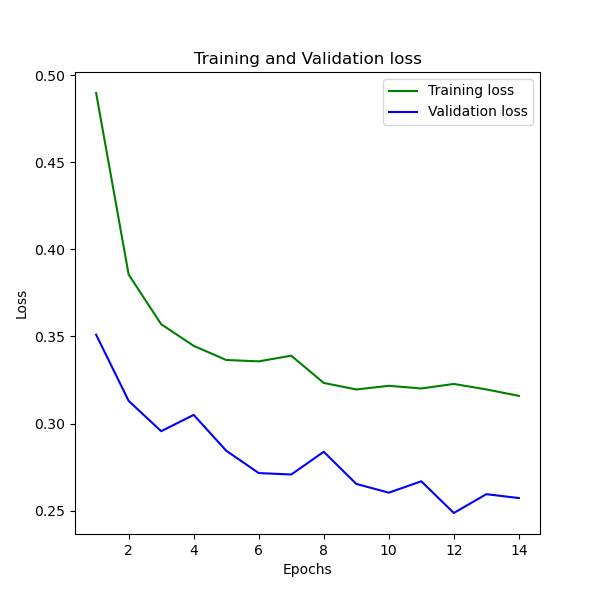 Training and Validation loss
Training loss
Validation loss
0.50
0.45
0.40
0.35
0.30
0.25
Loss
2 4 6 8 10 12 14
Epochs